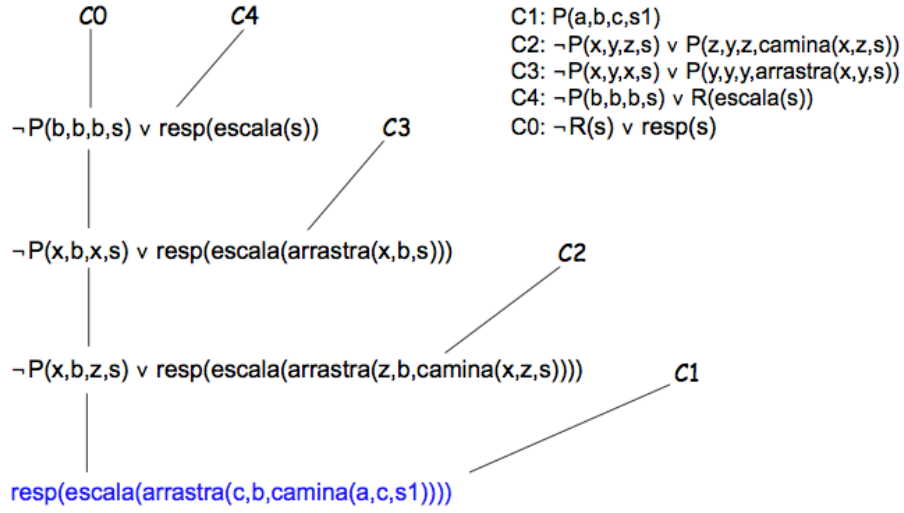 C0 C4
C1: P(a,b,c,s1)
C2: ¬P(x,y,z,s) v P(z,y,z,camina(x,z,s))
C3: ¬P(x,y,x,s) v P(y,y,y,arrastra(x,y,s))
C4: ¬P(b,b,b,s) v R(escala(s))
C0: ¬R(s) v resp(s)
¬P(b,b,b,s) v resp(escala(s)) C3
¬P(x,b,x,s) v resp(escala(arrastra(x,b,s))) C2
¬P(x,b,z,s) v resp(escala(arrastra(z,b,camina(x,z,s)))) C1
resp(escala(arrastra(c,b,camina(a,c,s1))))